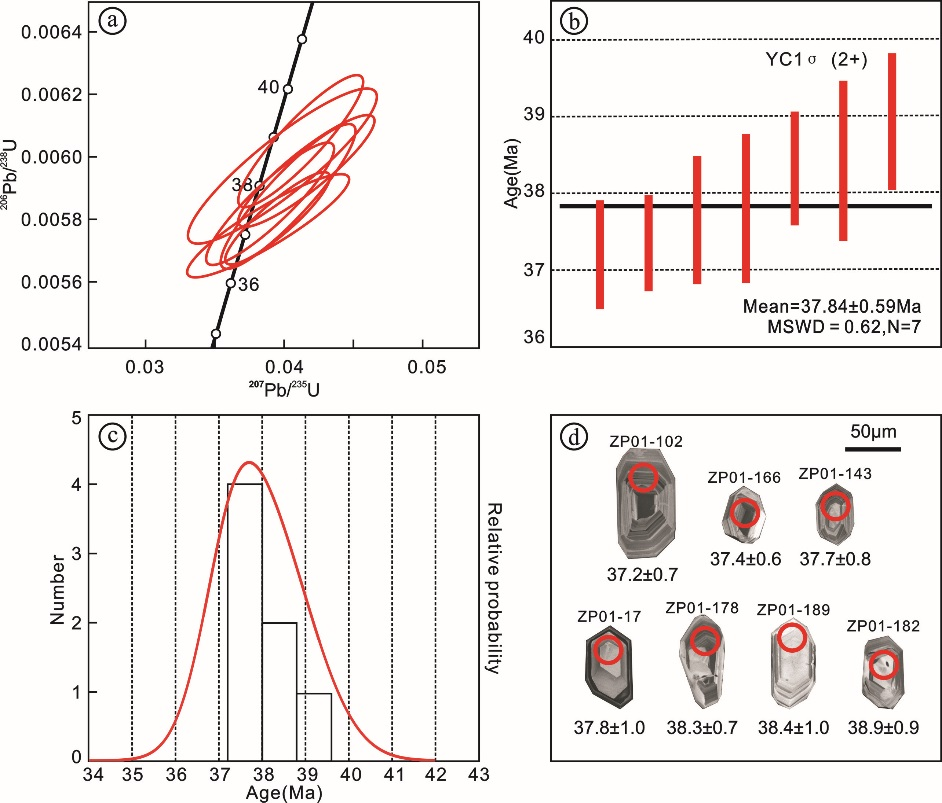 a
0.0064
0.0062
0.0060
0.0058
0.0056
0.0054
²⁰⁶Pb/²³⁸U
40
38
36
0.03
0.04
0.05
²⁰⁷Pb/²³⁵U
b
40
39
38
37
36
Age(Ma)
YC1σ (2+)
Mean=37.84±0.59Ma
MSWD = 0.62,N=7
c
5
4
3
2
1
0
Number
Relative probability
34 35 36 37 38 39 40 41 42 43
Age(Ma)
d
50μm
ZP01-102
ZP01-166
ZP01-143
37.2±0.7
37.4±0.6
37.7±0.8
ZP01-17
ZP01-178
ZP01-189
ZP01-182
37.8±1.0
38.3±0.7
38.4±1.0
38.9±0.9